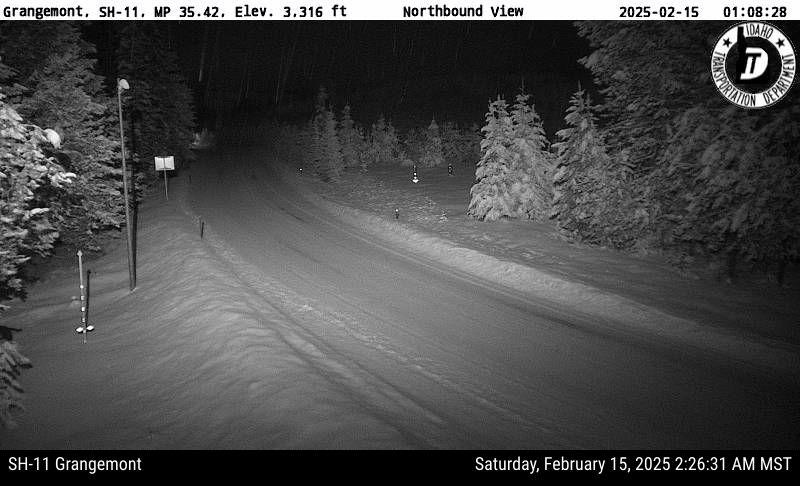 Grangemont, SH-11, MP 35.42, Elev. 3,316 ft Northbound View 2025-02-15 01:08:28
IDAHO
TRANSPORTATION DEPARTMENT
SH-11 Grangemont Saturday, February 15, 2025 2:26:31 AM MST